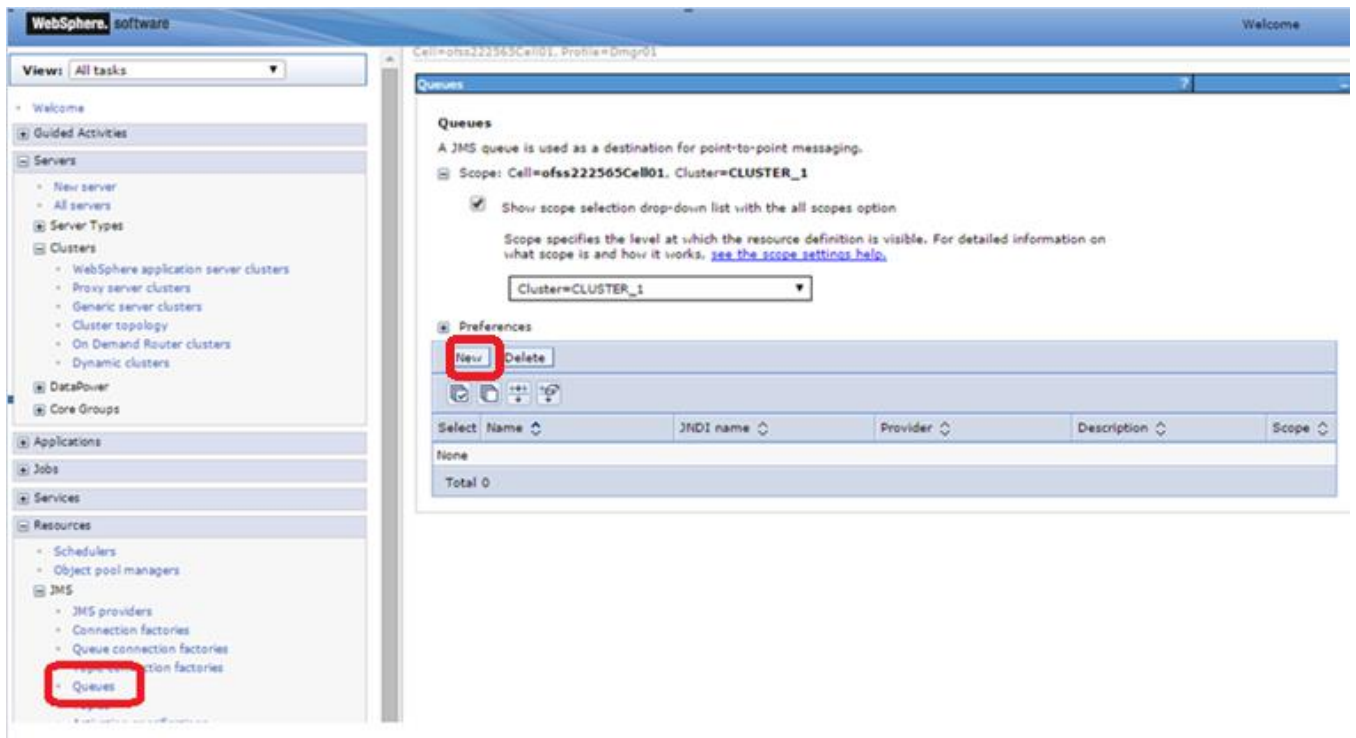 WebSphere. software
Welcome
View: All tasks
Welcome
Guided Activities
Servers
New server
All servers
Server Types
Clusters
WebSphere application server clusters
Proxy server clusters
Generic server clusters
Cluster topology
On Demand Router clusters
Dynamic clusters
DataPower
Core Groups
Applications
Jobs
Services
Resources
Schedulers
Object pool managers
JMS
JMS providers
Connection factories
Queue connection factories
connection factories
Queues
Cell=ofss222565Cell01, Profile=Dmgr01
Queues ?
Queues
A JMS queue is used as a destination for point-to-point messaging.
Scope: Cell=ofss222565Cell01, Cluster=CLUSTER_1
Show scope selection drop-down list with the all scopes option
Scope specifies the level at which the resource definition is visible. For detailed information on
what scope is and how it works, see the scope settings help.
Cluster=CLUSTER_1
Preferences
New Delete
Select Name JNDI name Provider Description Scope
None
Total 0